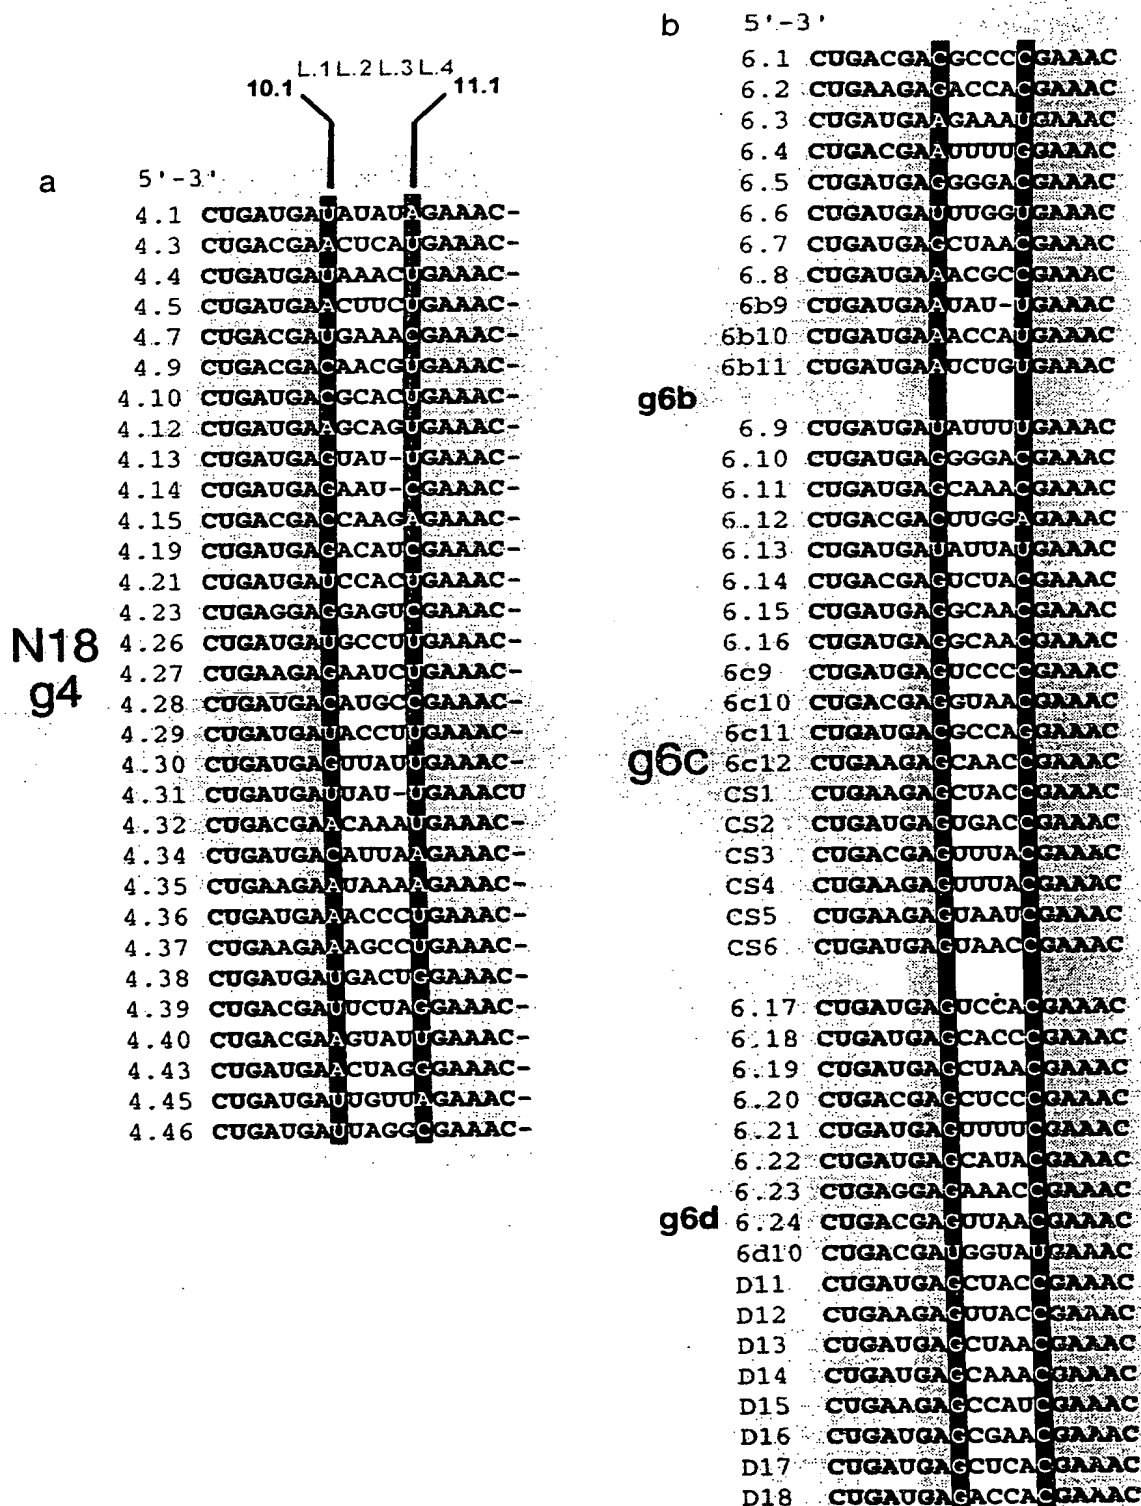 a
L.1 L.2 L.3 L.4
10.1 11.1
5'-3'
4.1 CUGAUGAUAUAUAGAAAC-
4.3 CUGACGAACUCAUGAAAC-
4.4 CUGAUGAUAAACUGAAAC-
4.5 CUGAUGAACUUCUGAAAC-
4.7 CUGACGAUGAAACGAAAC-
4.9 CUGACGACAACGUGAAAC-
4.10 CUGAUGACGCACUGAAAC-
4.12 CUGAUGAAGCAGUGAAAC-
4.13 CUGAUGAGUAU-UGAAAC-
4.14 CUGAUGAGAAU-CGAAAC-
4.15 CUGACGACCAAGAGAAAC-
4.19 CUGAUGAGACAUCGAAAC-
4.21 CUGAUGAUCCACUGAAAC-
4.23 CUGAGGAGGAGUCGAAAC-
4.26 CUGAUGAUGCCUUGAAAC-
4.27 CUGAAGAGAAUCUGAAAC-
4.28 CUGAUGACAUGCCGAAAC-
4.29 CUGAUGAUACCUUGAAAC-
4.30 CUGAUGAGUUAUUGAAAC-
4.31 CUGAUGAUUAU-UGAAACU
4.32 CUGACGAACAAAUGAAAC-
4.34 CUGAUGACAUUAAGAAAC-
4.35 CUGAAGAAUAAAAGAAAC-
4.36 CUGAUGAAACCCUGAAAC-
4.37 CUGAAGAAAGCCUGAAAC-
4.38 CUGAUGAUGACUGGAAAC-
4.39 CUGACGAUUCUAGGAAAC-
4.40 CUGACGAAGUAUUGAAAC-
4.43 CUGAUGAACUAGGGAAAC-
4.45 CUGAUGAUUGUUAGAAAC-
4.46 CUGAUGAUUAGGCGAAAC-
N18
g4
b
5'-3'
6.1 CUGACGACGCCCCGAAAC
6.2 CUGAAGAGACCACGAAAC
6.3 CUGAUGAAGAAAUGAAAC
6.4 CUGACGAAUUUUGGAAAC
6.5 CUGAUGAGGGGACGAAAC
6.6 CUGAUGAUUUGGUGAAAC
6.7 CUGAUGAGCUAACGAAAC
6.8 CUGAUGAAACGCCGAAAC
6b9 CUGAUGAAUAU-UGAAAC
6b10 CUGAUGAAACCAUGAAAC
6b11 CUGAUGAAUCUGUGAAAC
g6b
6.9 CUGAUGAUAUUUUGAAAC
6.10 CUGAUGAGGGGACGAAAC
6.11 CUGAUGAGCAAACGAAAC
6.12 CUGACGACUUGGAGAAAC
6.13 CUGAUGAUAUUAUGAAAC
6.14 CUGACGAGUCUACGAAAC
6.15 CUGAUGAGGCAACGAAAC
6.16 CUGAUGAGGCAACGAAAC
6c9 CUGAUGAGUCCCCGAAAC
6c10 CUGACGAGGUAACGAAAC
6c11 CUGAUGACGCCAGGAAAC
g6c 6c12 CUGAAGAGCAACCGAAAC
CS1 CUGAAGAGCUACCGAAAC
CS2 CUGAUGAGUGACCGAAAC
CS3 CUGACGAGUUUACGAAAC
CS4 CUGAAGAGUUUACGAAAC
CS5 CUGAAGAGUAAUCGAAAC
CS6 CUGAUGAGUAACCGAAAC
6.17 CUGAUGAGUCCACGAAAC
6.18 CUGAUGAGCACCCGAAAC
6.19 CUGAUGAGCUAACGAAAC
6.20 CUGACGAGCUCCCGAAAC
6.21 CUGAUGAGUUUUCGAAAC
6.22 CUGAUGAGCAUACGAAAC
6.23 CUGAGGAGAAACCGAAAC
g6d 6.24 CUGACGAGUUAACGAAAC
6d10 CUGACGAUGGUAUGAAAC
D11 CUGAUGAGCUACCGAAAC
D12 CUGAAGAGUUACCGAAAC
D13 CUGAUGAGCUAACGAAAC
D14 CUGAUGAGCAAACGAAAC
D15 CUGAAGAGCCAUCGAAAC
D16 CUGAUGAGCGAACGAAAC
D17 CUGAUGAGCUCACGAAAC
D18 CUGAUGAGACCACGAAAC